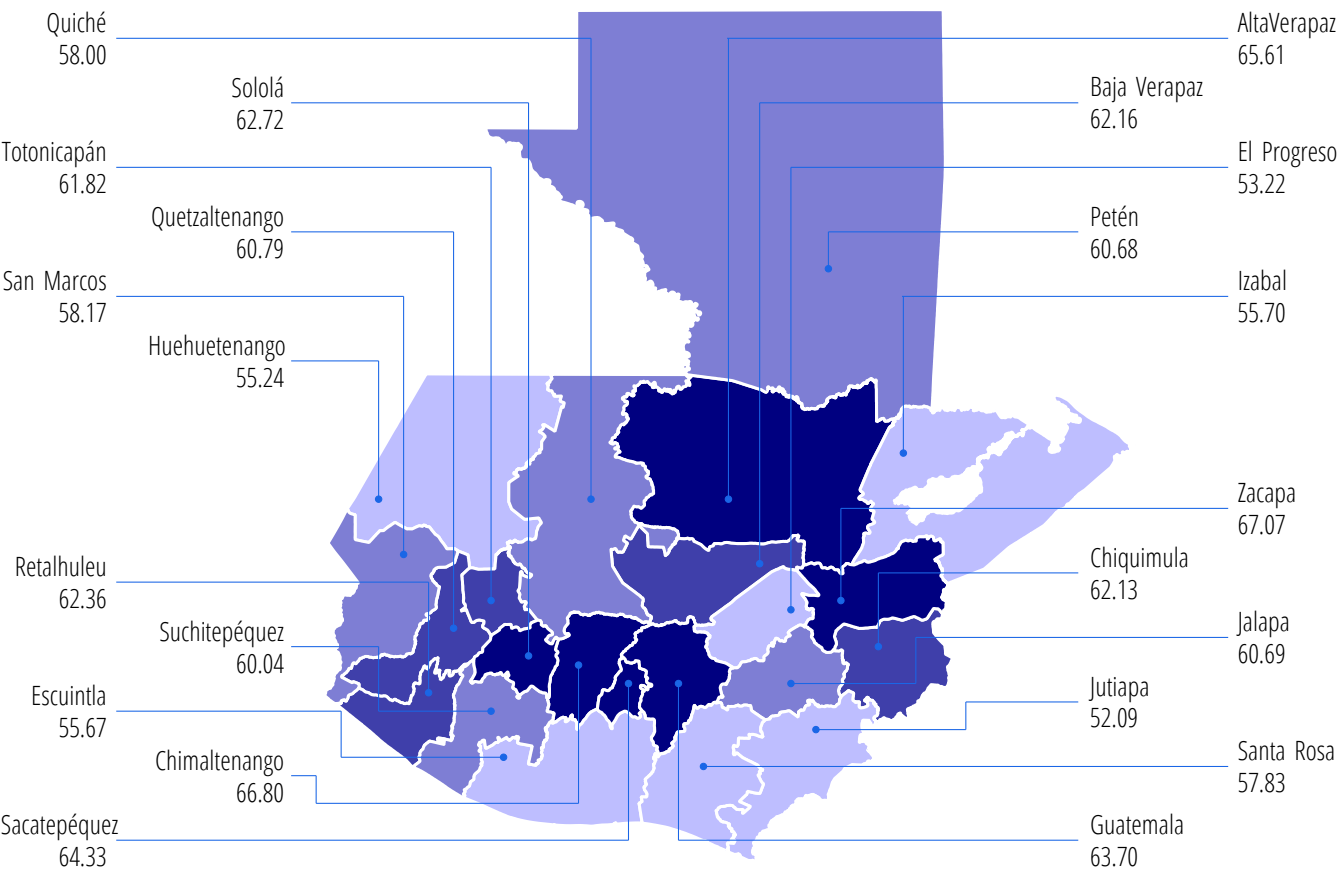 Quiché
58.00
Sololá
62.72
Totonicapán
61.82
Quetzaltenango
60.79
San Marcos
58.17
Huehuetenango
55.24
Retalhuleu
62.36
Suchitepéquez
60.04
Escuintla
55.67
Chimaltenango
66.80
Sacatepéquez
64.33
AltaVerapaz
65.61
Baja Verapaz
62.16
El Progreso
53.22
Petén
60.68
Izabal
55.70
Zacapa
67.07
Chiquimula
62.13
Jalapa
60.69
Jutiapa
52.09
Santa Rosa
57.83
Guatemala
63.70